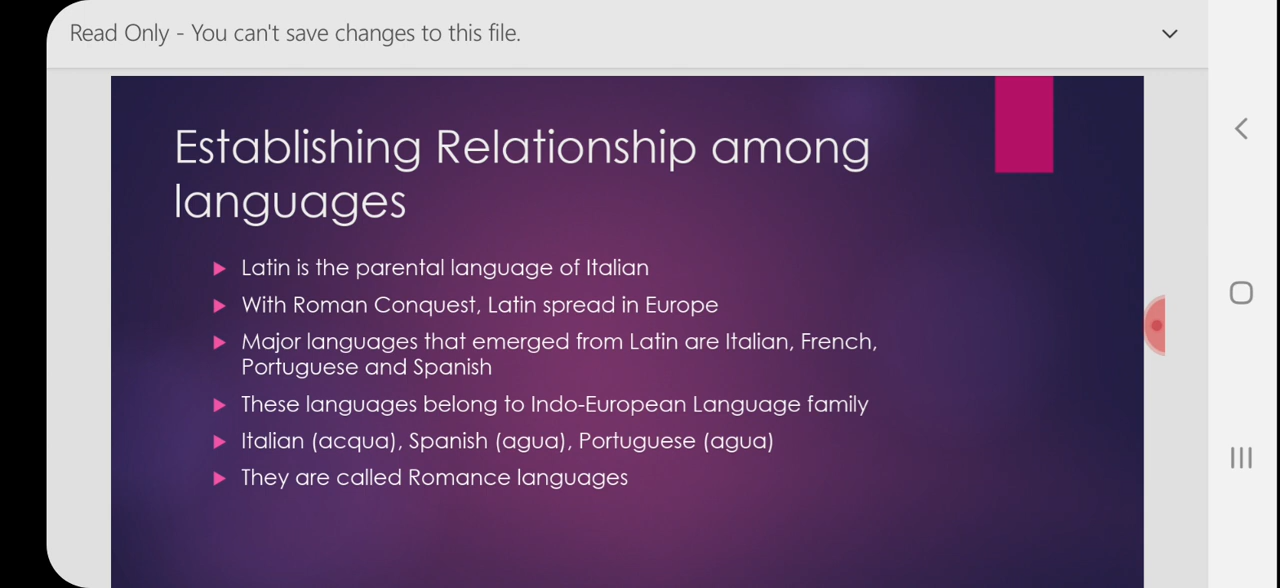 Read Only - You can't save changes to this file.
Establishing Relationship among
languages
Latin is the parental language of Italian
With Roman Conquest, Latin spread in Europe
Major languages that emerged from Latin are Italian, French,
Portuguese and Spanish
These languages belong to Indo-European Language family
Italian (acqua), Spanish (agua), Portuguese (agua)
They are called Romance languages